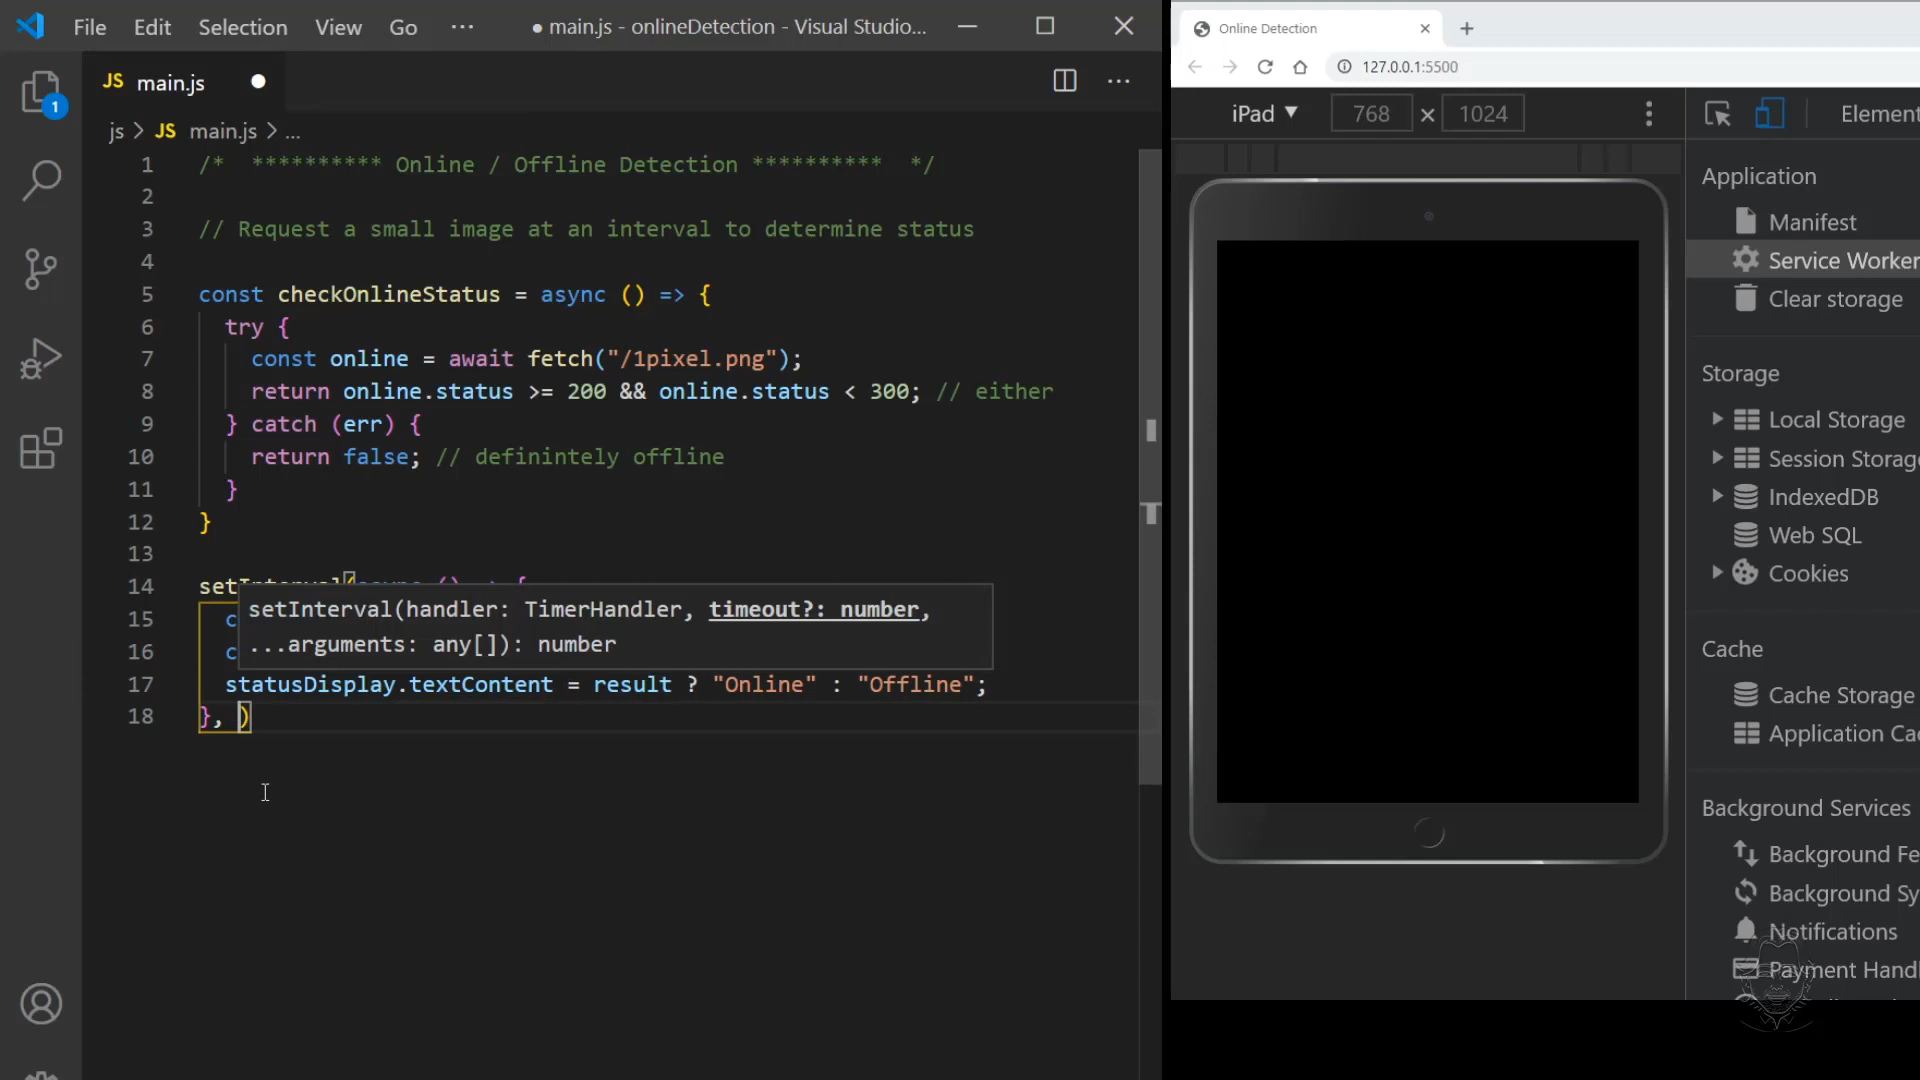 File Edit Selection View Go ··· ● main.js - onlineDetection - Visual Studio...
JS main.js
js > JS main.js > ...
1 /*  ********** Online / Offline Detection **********  */
2
3 // Request a small image at an interval to determine status
4
5 const checkOnlineStatus = async () => {
6 try {
7 const online = await fetch("/1pixel.png");
8 return online.status >= 200 && online.status < 300; // either
9 } catch (err) {
10 return false; // definintely offline
11 }
12 }
13
14 setInterval(async () => {
setInterval(handler: TimerHandler, timeout?: number,
15 c
...arguments: any[]): number
16 c
17 statusDisplay.textContent = result ? "Online" : "Offline";
18 }, )
1
Online Detection
127.0.0.1:5500
iPad ▼ 768 × 1024
Element
Application
Manifest
Service Worker
Clear storage
Storage
Local Storage
Session Storag
IndexedDB
Web SQL
Cookies
Cache
Cache Storage
Application Ca
Background Services
Background Fe
Background Sy
Notifications
Payment Handl